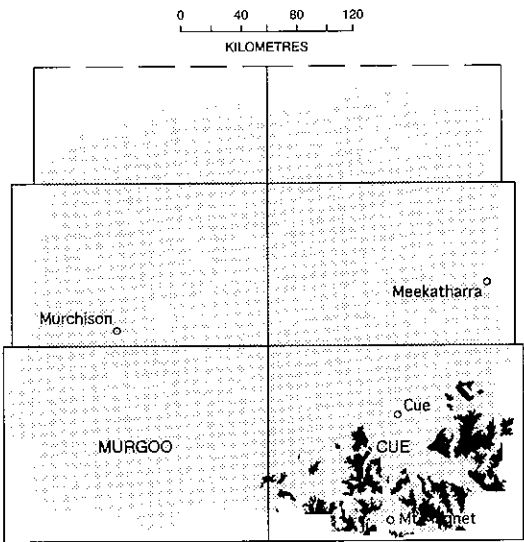 0 40 80 120
KILOMETRES
Meekatharra
Murchison
Cue
MURGOO
CUE